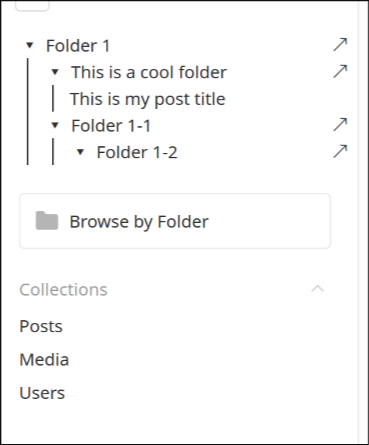 Folder 1
This is a cool folder
This is my post title
Folder 1-1
Folder 1-2
Browse by Folder
Collections
Posts
Media
Users